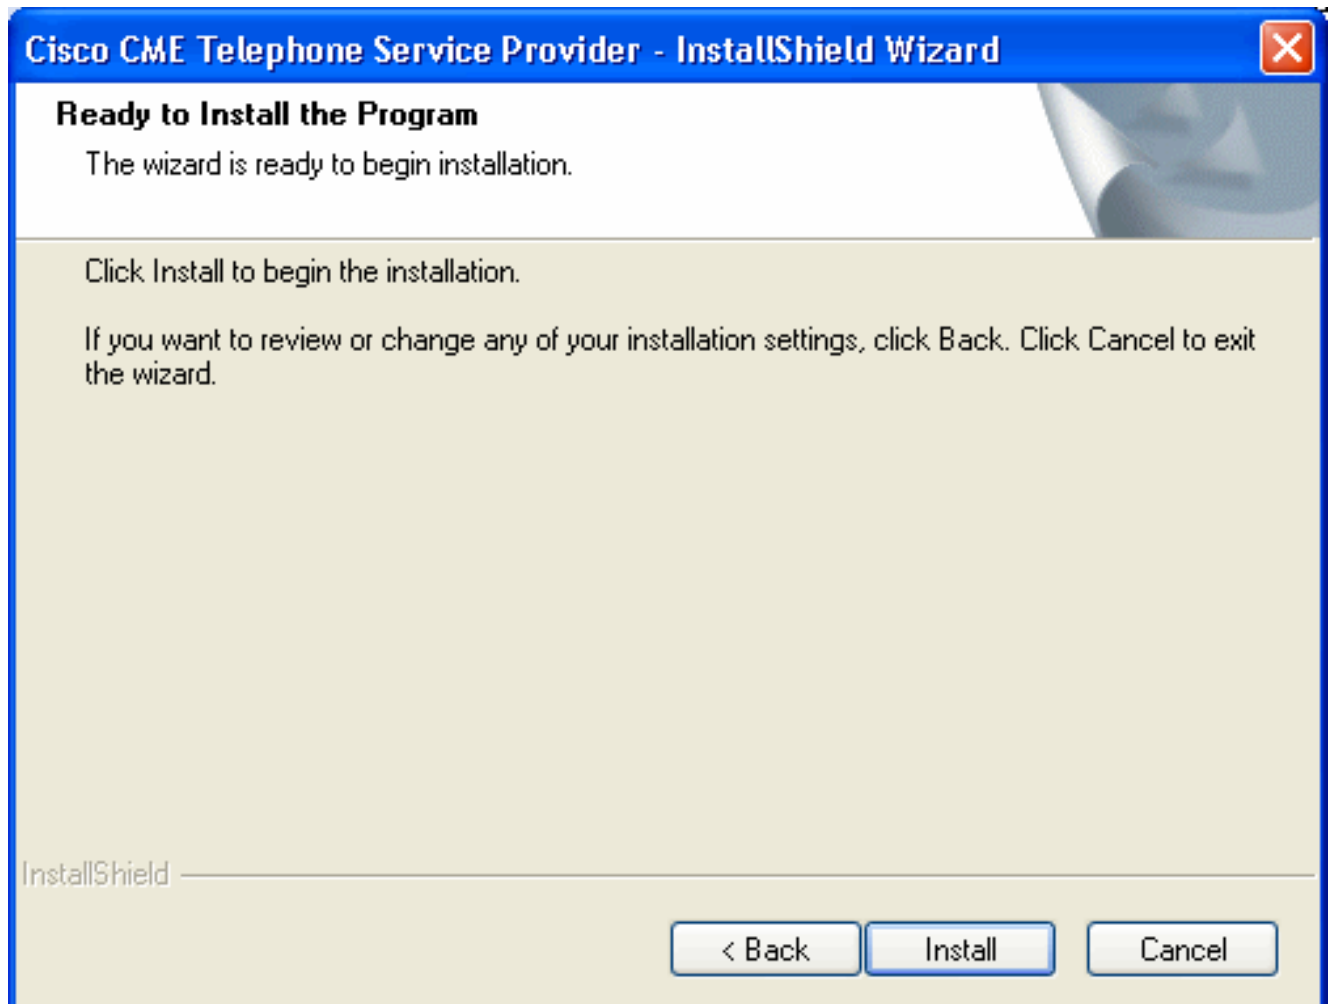 Cisco CME Telephone Service Provider - InstallShield Wizard
Ready to Install the Program
The wizard is ready to begin installation.
Click Install to begin the installation.
If you want to review or change any of your installation settings, click Back. Click Cancel to exit
the wizard.
InstallShield
< Back
Install
Cancel